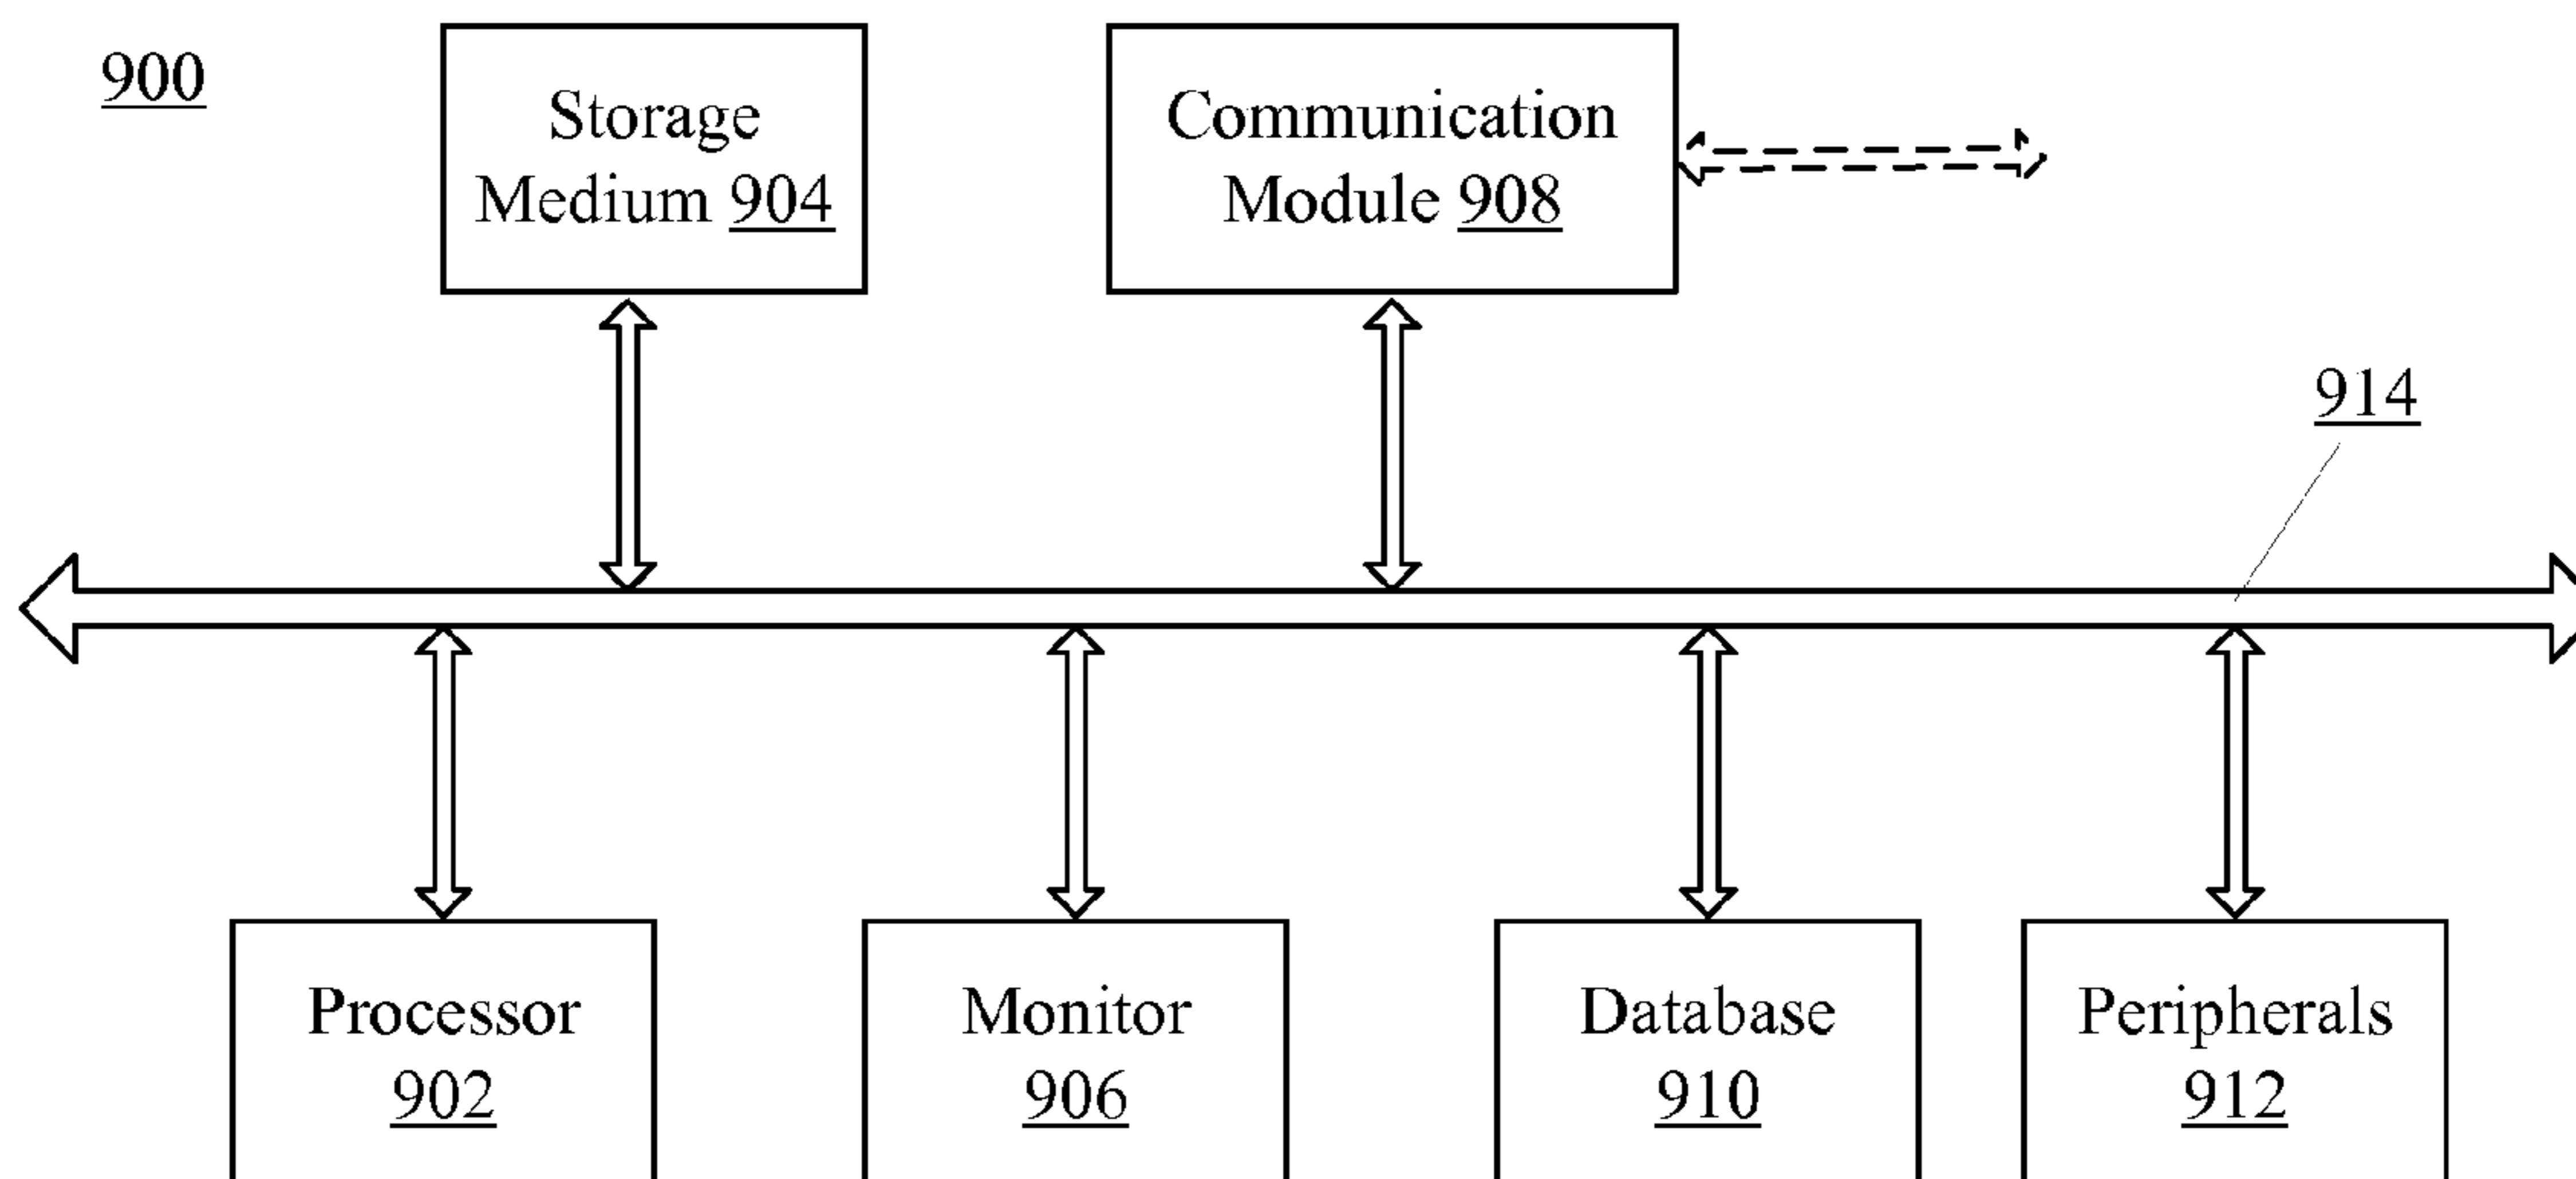 900
Storage
Medium 904
Communication
Module 908
914
Processor
902
Monitor
906
Database
910
Peripherals
912